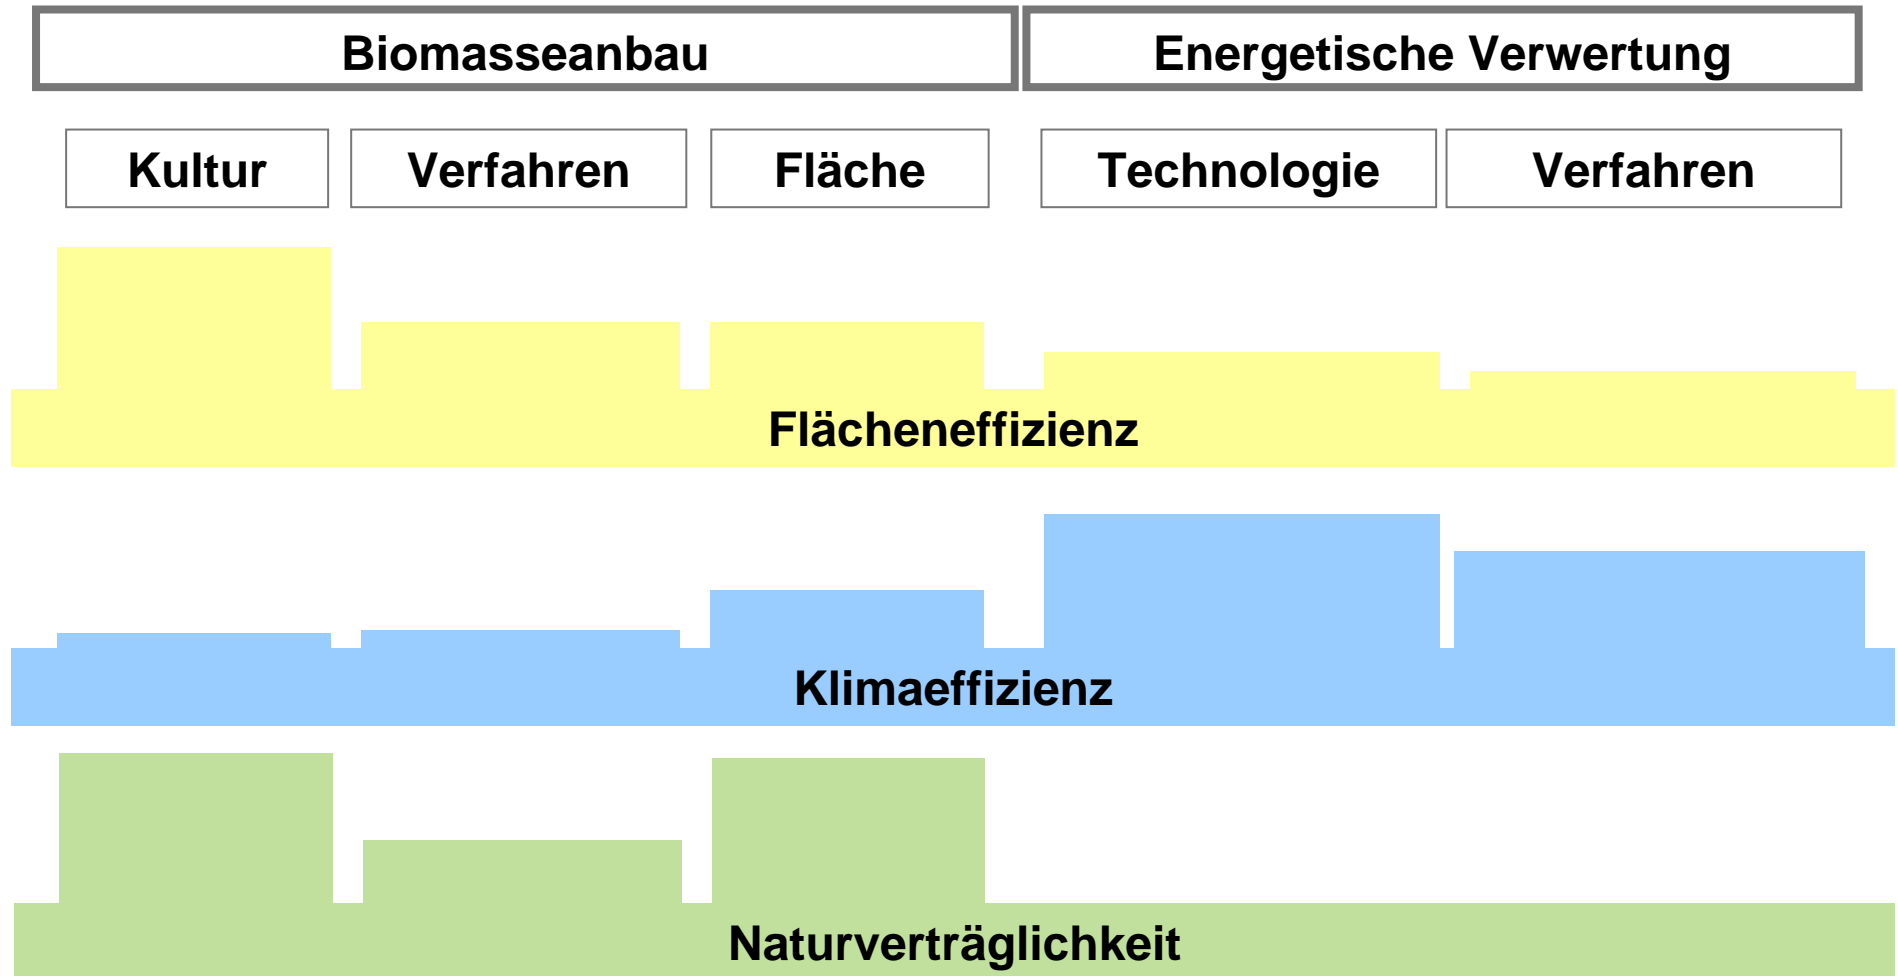 Biomasseanbau
Energetische Verwertung
Kultur
Verfahren
Fläche
Technologie
Verfahren
Flächeneffizienz
Klimaeffizienz
Naturverträglichkeit